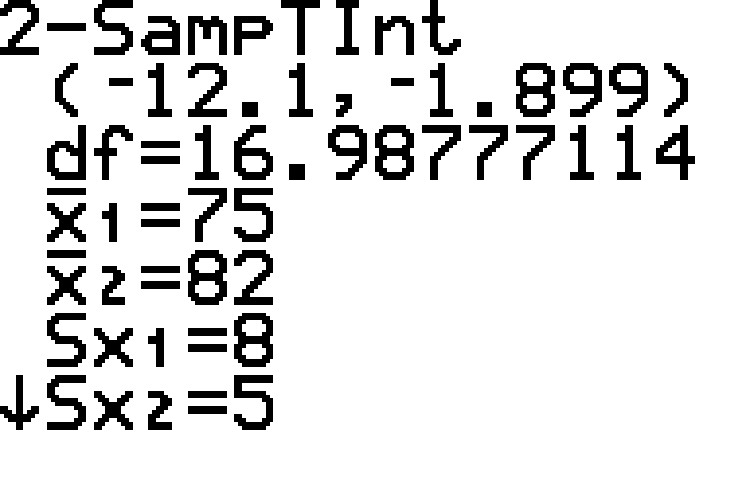 2-SampTInt
(⁻12.1,⁻1.899)
df=16.98777114
x̄₁=75
x̄₂=82
Sx₁=8
↓Sx₂=5